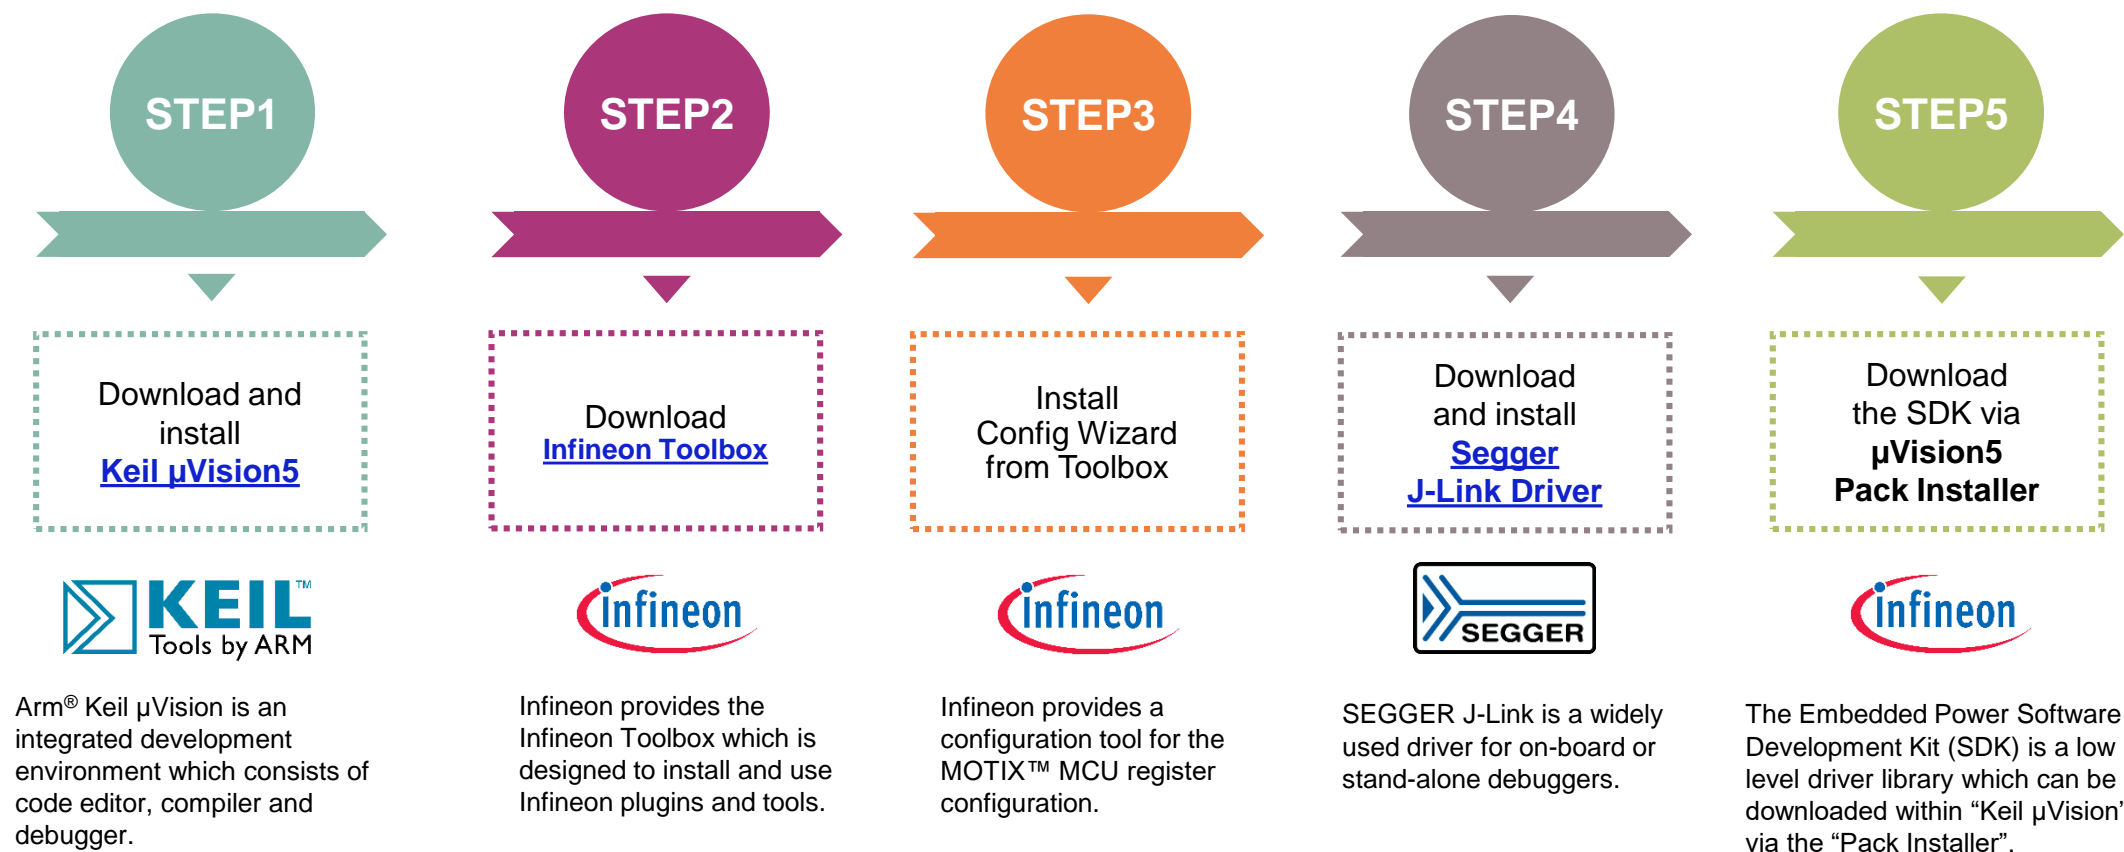 STEP1
Download and
install
Keil µVision5
KEIL™
Tools by ARM
Arm® Keil µVision is an
integrated development
environment which consists of
code editor, compiler and
debugger.
STEP2
Download
Infineon Toolbox
infineon
Infineon provides the
Infineon Toolbox which is
designed to install and use
Infineon plugins and tools.
STEP3
Install
Config Wizard
from Toolbox
infineon
Infineon provides a
configuration tool for the
MOTIX™ MCU register
configuration.
STEP4
Download
and install
Segger
J-Link Driver
SEGGER
SEGGER J-Link is a widely
used driver for on-board or
stand-alone debuggers.
STEP5
Download
the SDK via
µVision5
Pack Installer
infineon
The Embedded Power Software
Development Kit (SDK) is a low
level driver library which can be
downloaded within “Keil µVision’
via the “Pack Installer”.